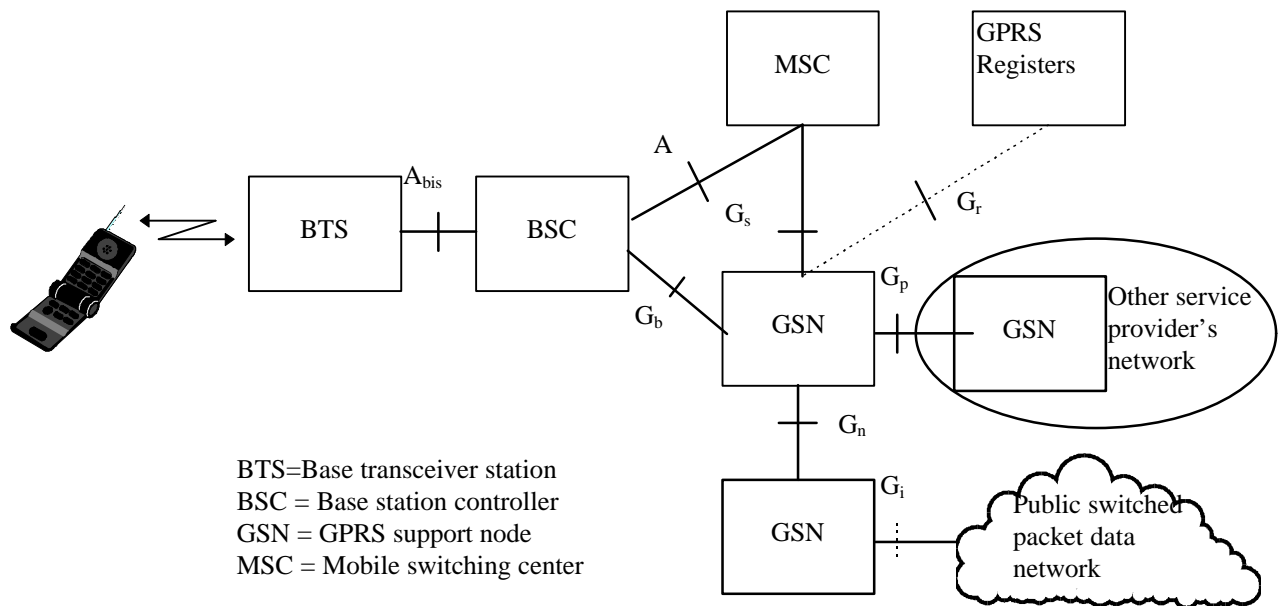 MSC
GPRS
Registers
A
A_bis
G_s
G_r
BTS
BSC
G_p
G_b
GSN
GSN
Other service
provider's
network
G_n
BTS=Base transceiver station
BSC = Base station controller
GSN = GPRS support node
MSC = Mobile switching center
GSN
G_i
Public switched
packet data
network